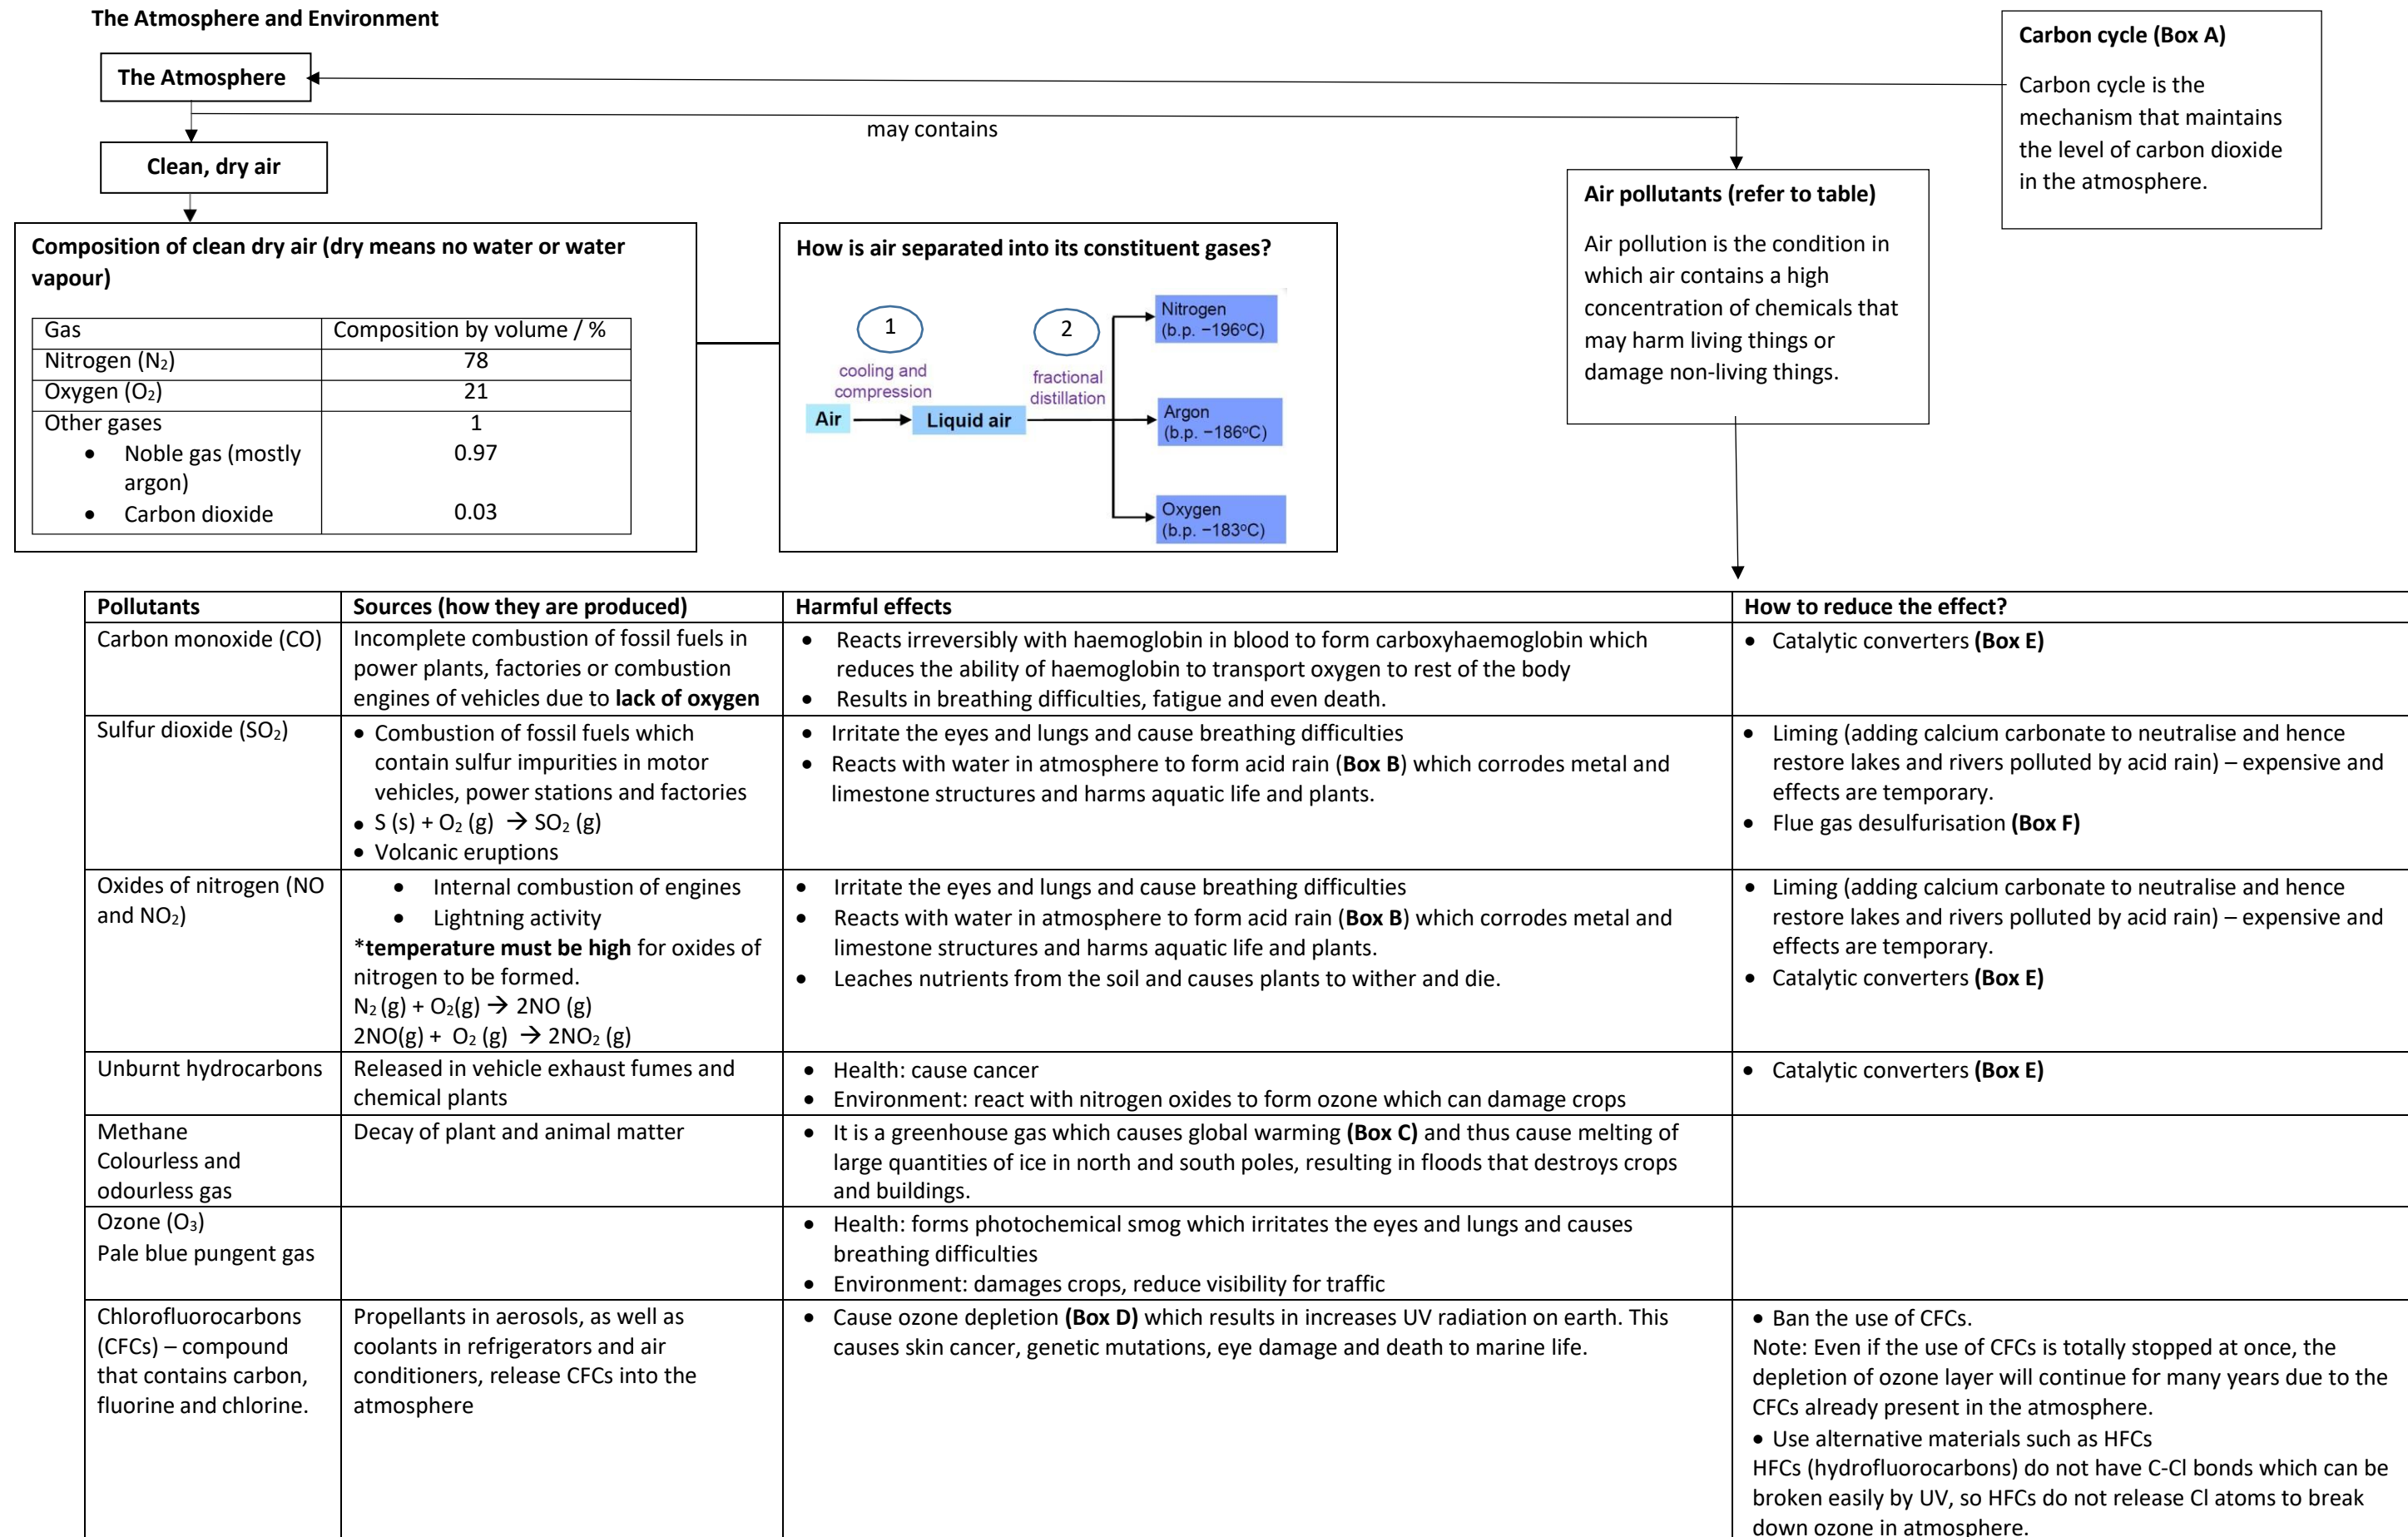 The Atmosphere and Environment
The Atmosphere
may contains
Clean, dry air
Carbon cycle (Box A)
Carbon cycle is the
mechanism that maintains
the level of carbon dioxide
in the atmosphere.
Air pollutants (refer to table)
Air pollution is the condition in
which air contains a high
concentration of chemicals that
may harm living things or
damage non-living things.
Composition of clean dry air (dry means no water or water
vapour)
Gas Composition by volume / %
Nitrogen (N₂) 78
Oxygen (O₂) 21
Other gases 1
• Noble gas (mostly 0.97
argon)
• Carbon dioxide 0.03
How is air separated into its constituent gases?
1
cooling and
compression
2
fractional
distillation
Air
Liquid air
Nitrogen
(b.p. −196°C)
Argon
(b.p. −186°C)
Oxygen
(b.p. −183°C)
Pollutants
Sources (how they are produced)
Harmful effects
How to reduce the effect?
Carbon monoxide (CO)
Incomplete combustion of fossil fuels in
power plants, factories or combustion
engines of vehicles due to lack of oxygen
• Reacts irreversibly with haemoglobin in blood to form carboxyhaemoglobin which
reduces the ability of haemoglobin to transport oxygen to rest of the body
• Results in breathing difficulties, fatigue and even death.
• Catalytic converters (Box E)
Sulfur dioxide (SO₂)
• Combustion of fossil fuels which
contain sulfur impurities in motor
vehicles, power stations and factories
• S (s) + O₂ (g) → SO₂ (g)
• Volcanic eruptions
• Irritate the eyes and lungs and cause breathing difficulties
• Reacts with water in atmosphere to form acid rain (Box B) which corrodes metal and
limestone structures and harms aquatic life and plants.
• Liming (adding calcium carbonate to neutralise and hence
restore lakes and rivers polluted by acid rain) – expensive and
effects are temporary.
• Flue gas desulfurisation (Box F)
Oxides of nitrogen (NO
and NO₂)
• Internal combustion of engines
• Lightning activity
*temperature must be high for oxides of
nitrogen to be formed.
N₂ (g) + O₂(g) → 2NO (g)
2NO(g) + O₂ (g) → 2NO₂ (g)
• Irritate the eyes and lungs and cause breathing difficulties
• Reacts with water in atmosphere to form acid rain (Box B) which corrodes metal and
limestone structures and harms aquatic life and plants.
• Leaches nutrients from the soil and causes plants to wither and die.
• Liming (adding calcium carbonate to neutralise and hence
restore lakes and rivers polluted by acid rain) – expensive and
effects are temporary.
• Catalytic converters (Box E)
Unburnt hydrocarbons
Released in vehicle exhaust fumes and
chemical plants
• Health: cause cancer
• Environment: react with nitrogen oxides to form ozone which can damage crops
• Catalytic converters (Box E)
Methane
Colourless and
odourless gas
Decay of plant and animal matter
• It is a greenhouse gas which causes global warming (Box C) and thus cause melting of
large quantities of ice in north and south poles, resulting in floods that destroys crops
and buildings.
Ozone (O₃)
Pale blue pungent gas
• Health: forms photochemical smog which irritates the eyes and lungs and causes
breathing difficulties
• Environment: damages crops, reduce visibility for traffic
Chlorofluorocarbons
(CFCs) – compound
that contains carbon,
fluorine and chlorine.
Propellants in aerosols, as well as
coolants in refrigerators and air
conditioners, release CFCs into the
atmosphere
• Cause ozone depletion (Box D) which results in increases UV radiation on earth. This
causes skin cancer, genetic mutations, eye damage and death to marine life.
• Ban the use of CFCs.
Note: Even if the use of CFCs is totally stopped at once, the
depletion of ozone layer will continue for many years due to the
CFCs already present in the atmosphere.
• Use alternative materials such as HFCs
HFCs (hydrofluorocarbons) do not have C-Cl bonds which can be
broken easily by UV, so HFCs do not release Cl atoms to break
down ozone in atmosphere.